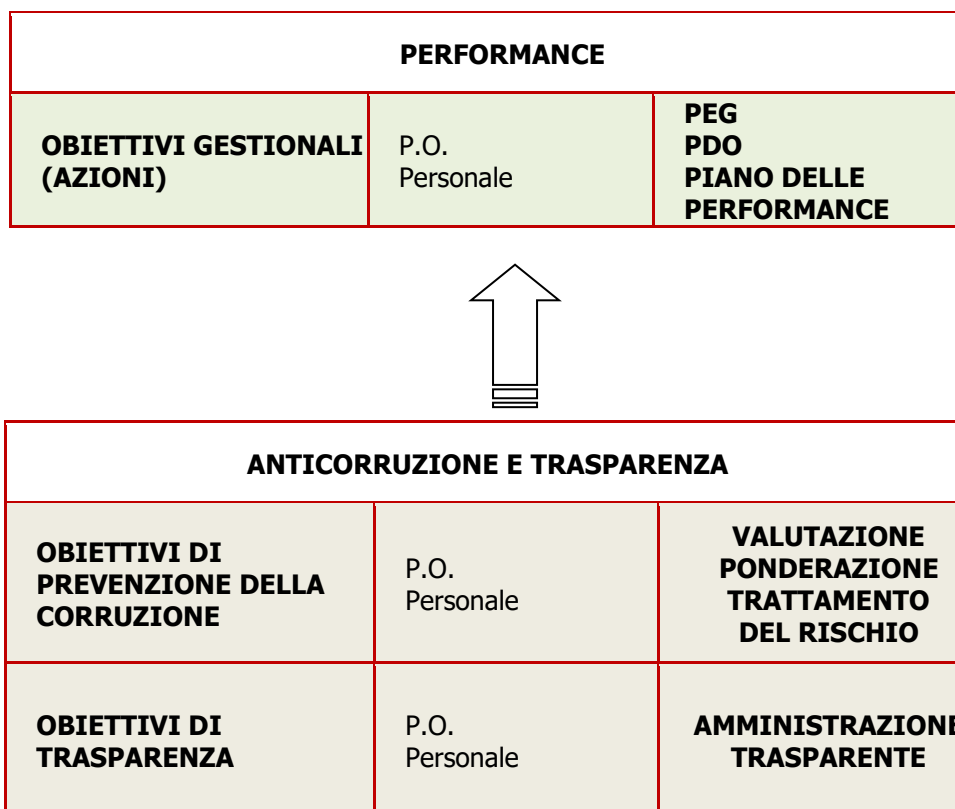 PERFORMANCE
OBIETTIVI GESTIONALI
(AZIONI)
P.O.
Personale
PEG
PDO
PIANO DELLE
PERFORMANCE
ANTICORRUZIONE E TRASPARENZA
OBIETTIVI DI
PREVENZIONE DELLA
CORRUZIONE
P.O.
Personale
VALUTAZIONE
PONDERAZIONE
TRATTAMENTO
DEL RISCHIO
OBIETTIVI DI
TRASPARENZA
P.O.
Personale
AMMINISTRAZIONE
TRASPARENTE